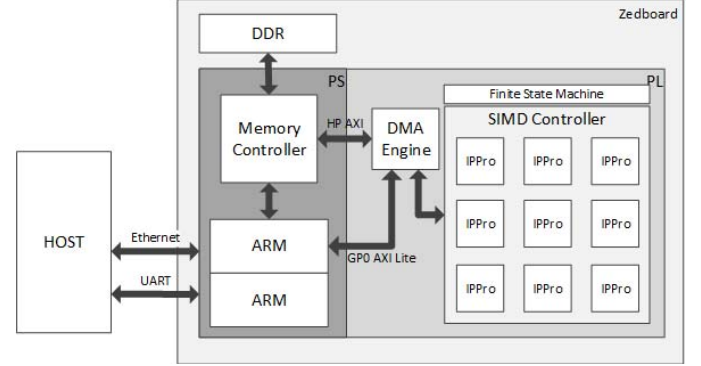 Zedboard
DDR
PS
PL
Finite State Machine
SIMD Controller
Memory
Controller
HP AXI
DMA
Engine
IPPro
IPPro
IPPro
HOST
Ethernet
UART
ARM
ARM
GP0 AXI Lite
IPPro
IPPro
IPPro
IPPro
IPPro
IPPro